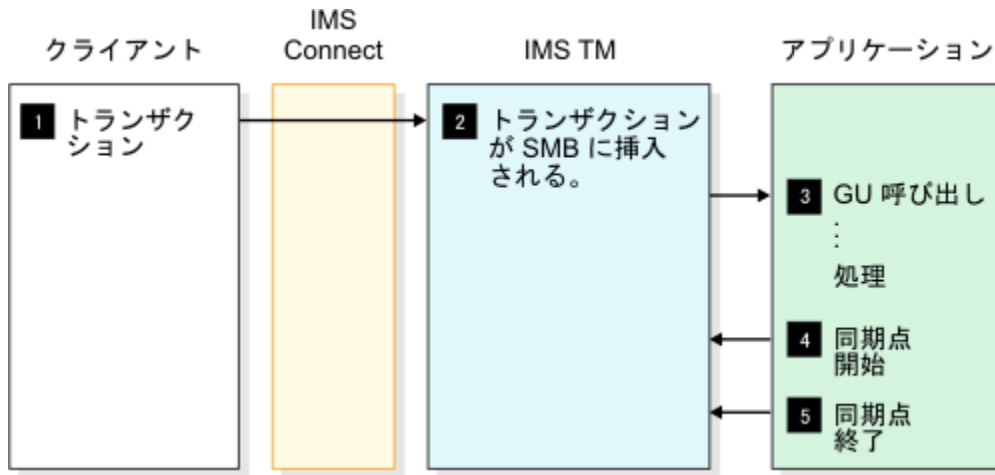 クライアント
IMS
Connect
IMS TM
アプリケーション
1 トランザク
ション
2 トランザクション
が SMB に挿入
される。
3 GU 呼び出し
⋮
処理
4 同期点
開始
5 同期点
終了